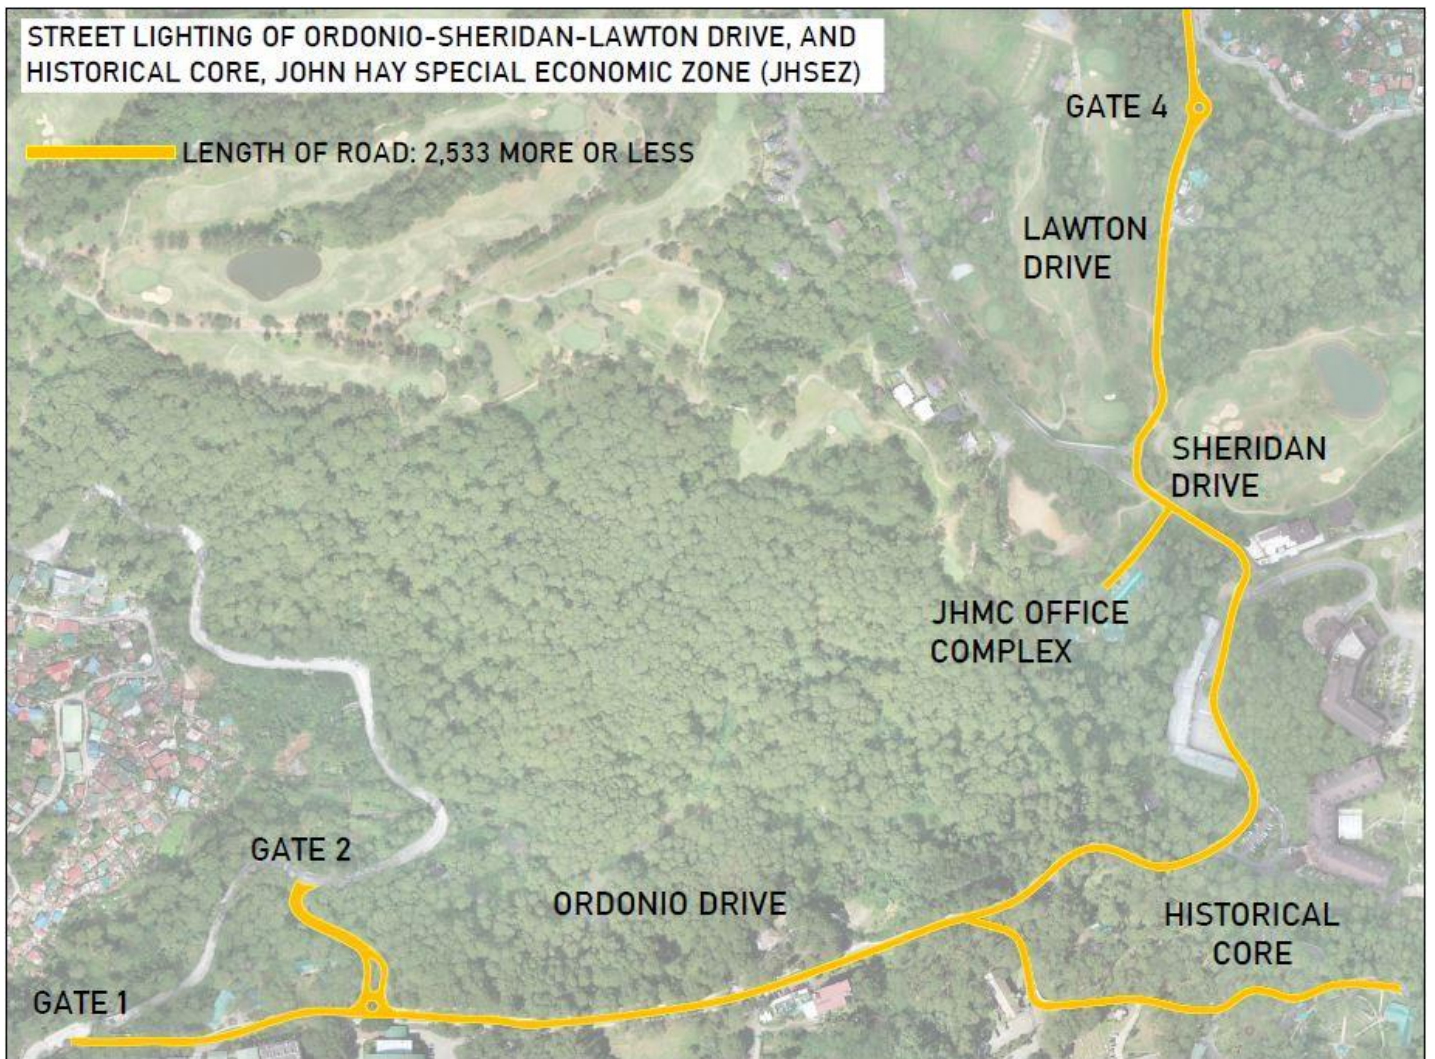 STREET LIGHTING OF ORDONIO-SHERIDAN-LAWTON DRIVE, AND
HISTORICAL CORE, JOHN HAY SPECIAL ECONOMIC ZONE (JHSEZ)
GATE 4
LENGTH OF ROAD: 2,533 MORE OR LESS
LAWTON
DRIVE
SHERIDAN
DRIVE
JHMC OFFICE
COMPLEX
GATE 2
ORDONIO DRIVE
HISTORICAL
CORE
GATE 1